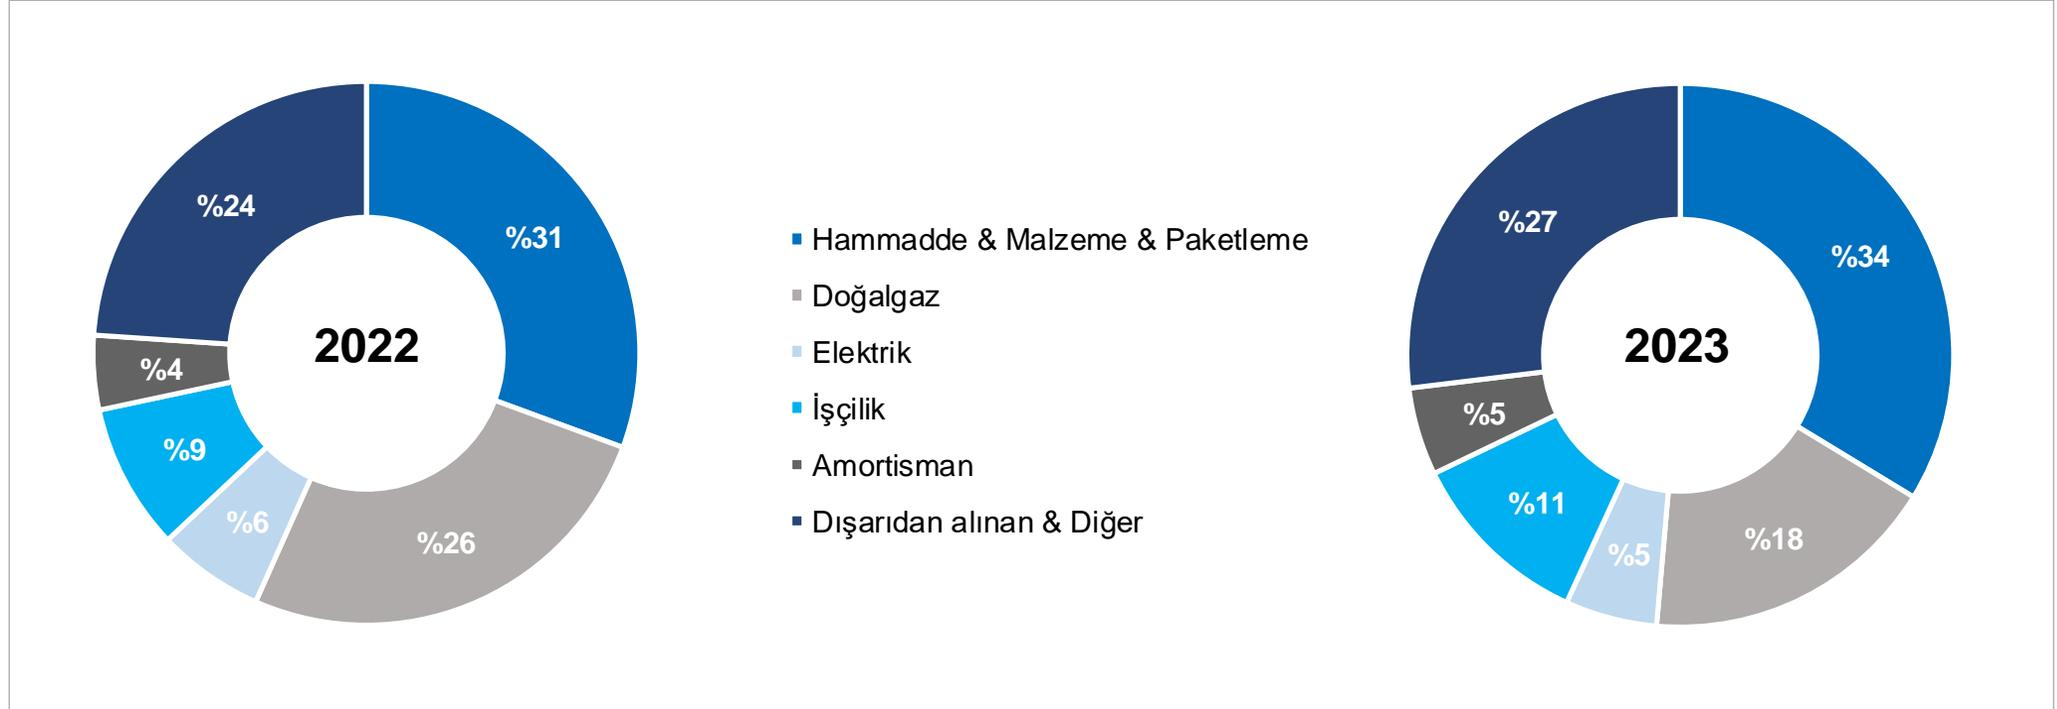 %24
%31
%4
%9
%6
%26
2022
Hammadde & Malzeme & Paketleme
Doğalgaz
Elektrik
İşçilik
Amortisman
Dışarıdan alınan & Diğer
%27
%34
%5
%11
%5
%18
2023